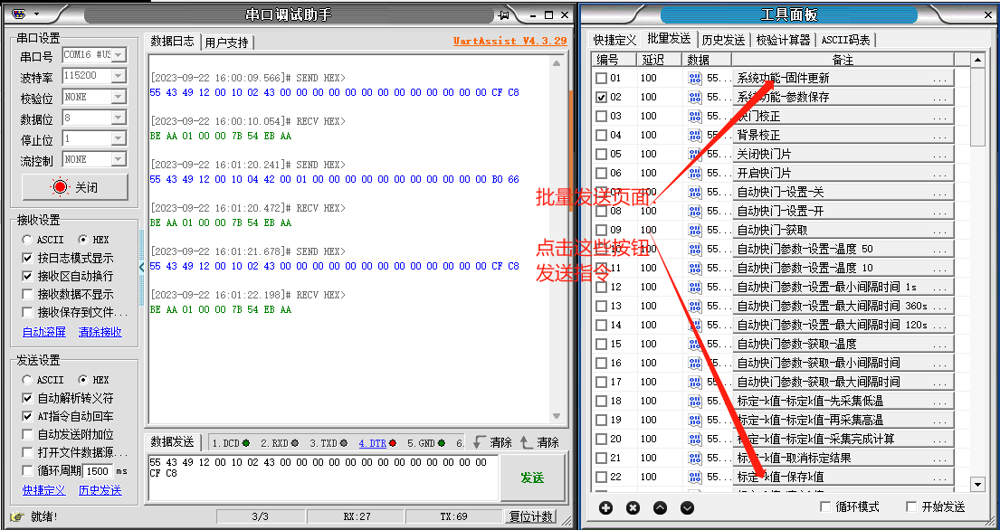 串口调试助手
串口设置
串口号 COM16 #US
波特率 115200
校验位 NONE
数据位 8
停止位 1
流控制 NONE
关闭
接收设置
ASCII HEX
按日志模式显示
接收区自动换行
接收数据不显示
接收保存到文件...
自动滚屏 清除接收
发送设置
ASCII HEX
自动解析转义符
AT指令自动回车
自动发送附加位
打开文件数据源...
循环周期 1500 ms
快捷定义 历史发送
数据日志 用户支持 UartAssist V4.3.29
[2023-09-22 16:00:09.566]# SEND HEX>
55 43 49 12 00 10 02 43 00 00 00 00 00 00 00 00 00 00 00 00 00 CF C8
[2023-09-22 16:00:10.054]# RECV HEX>
BE AA 01 00 00 7B 54 EB AA
[2023-09-22 16:01:20.241]# SEND HEX>
55 43 49 12 00 10 04 42 00 01 00 00 00 00 00 00 00 00 00 00 00 B0 66
[2023-09-22 16:01:20.472]# RECV HEX>
BE AA 01 00 00 7B 54 EB AA
[2023-09-22 16:01:21.678]# SEND HEX>
55 43 49 12 00 10 02 43 00 00 00 00 00 00 00 00 00 00 00 00 00 CF C8
[2023-09-22 16:01:22.198]# RECV HEX>
BE AA 01 00 00 7B 54 EB AA
数据发送 1.DCD 2.RXD 3.TXD 4.DTR 5.GND 6. 清除 清除
55 43 49 12 00 10 02 43 00 00 00 00 00 00 00 00 00 00 00 00 00
CF C8
发送
就绪! 3/3 RX:27 TX:69 复位计数
批量发送页面:
点击这些按钮
发送指令
工具面板
快捷定义 批量发送 历史发送 校验计算器 ASCII码表
编号 延迟 数据 备注
01 100 55... 系统功能-固件更新 ...
02 100 55... 系统功能-参数保存 ...
03 100 55... 快门校正 ...
04 100 55... 背景校正 ...
05 100 55... 关闭快门片 ...
06 100 55... 开启快门片 ...
07 100 55... 自动快门-设置-关 ...
08 100 55... 自动快门-设置-开 ...
09 100 55... 自动快门-获取 ...
10 100 55... 自动快门参数-设置-温度 50 ...
11 100 55... 自动快门参数-设置-温度 10 ...
12 100 55... 自动快门参数-设置-最小间隔时间 1s ...
13 100 55... 自动快门参数-设置-最大间隔时间 360s ...
14 100 55... 自动快门参数-设置-最大间隔时间 120s ...
15 100 55... 自动快门参数-获取-温度 ...
16 100 55... 自动快门参数-获取-最小间隔时间 ...
17 100 55... 自动快门参数-获取-最大间隔时间 ...
18 100 55... 标定-k值-标定k值-先采集低温 ...
19 100 55... 标定-k值-标定k值-再采集高温 ...
20 100 55... 标定-k值-标定k值-采集完成计算 ...
21 100 55... 标定-k值-取消标定结果 ...
22 100 55... 标定-k值-保存k值 ...
循环模式 开始发送